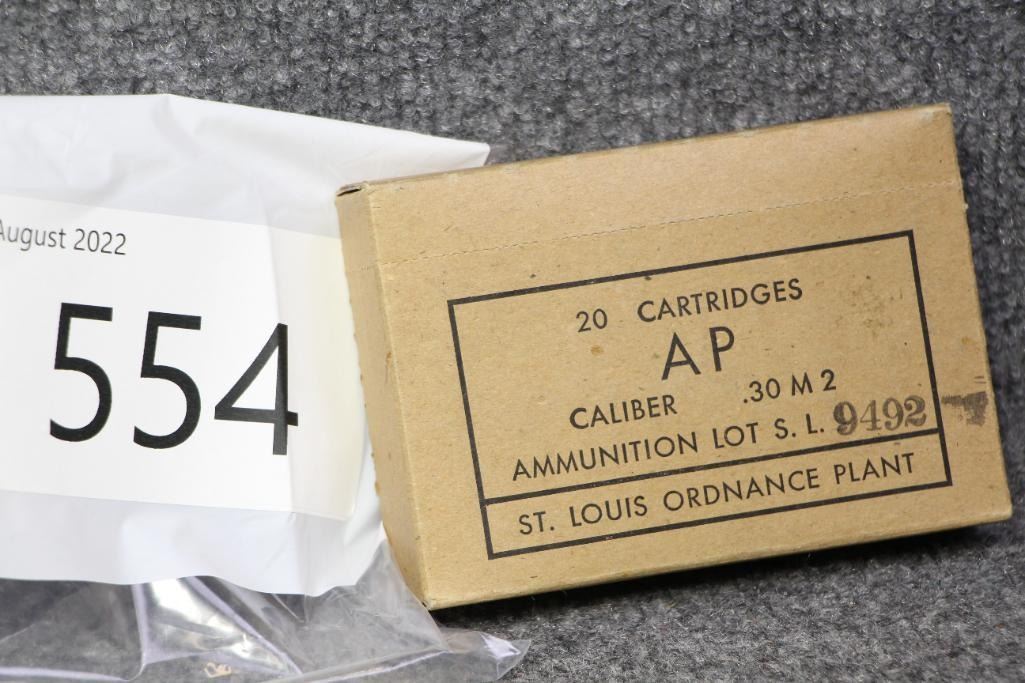 August 2022
554
20 CARTRIDGES
AP
CALIBER .30 M 2
AMMUNITION LOT S. L. 9492
ST. LOUIS ORDNANCE PLANT